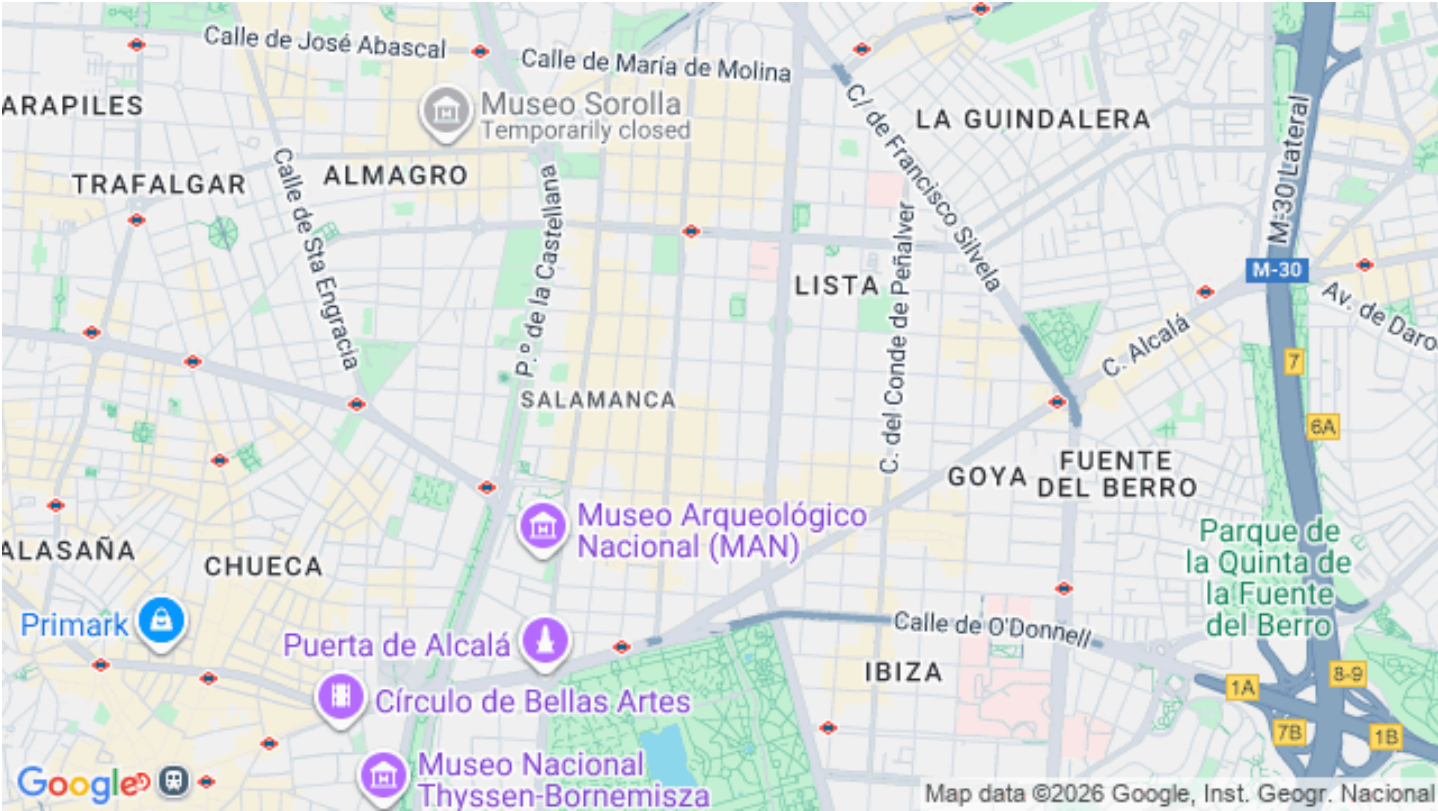 Calle de José Abascal
Calle de María de Molina
ARAPILES
Museo Sorolla
Temporarily closed
C/ de Francisco Silvela
LA GUINDALERA
M-30 Lateral
TRAFALGAR
ALMAGRO
Calle de Sta Engracia
P.º de la Castellana
C. del Conde de Peñalver
LISTA
M-30
Av. de Daro
C. Alcalá
7
SALAMANCA
6A
GOYA
FUENTE
DEL BERRO
Museo Arqueológico
Nacional (MAN)
Parque de
la Quinta de
la Fuente
del Berro
ALASAÑA
CHUECA
Primark
Puerta de Alcalá
Calle de O'Donnell
IBIZA
Círculo de Bellas Artes
1A
8-9
7B
1B
Museo Nacional
Thyssen-Bornemisza
Google
Map data ©2026 Google, Inst. Geogr. Nacional